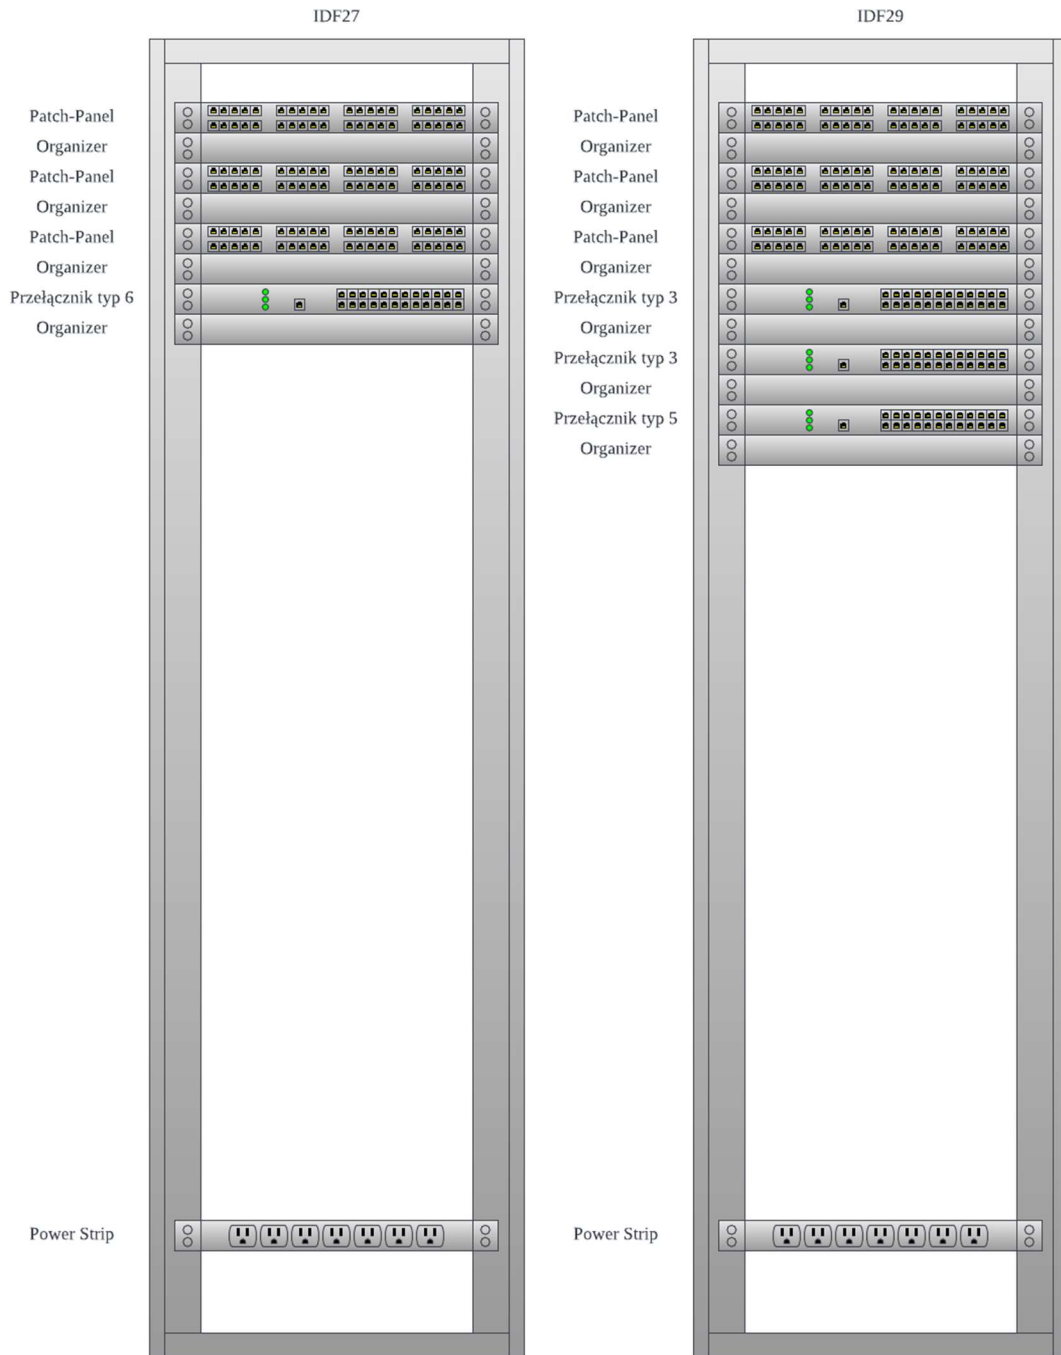 IDF27
Patch-Panel
Organizer
Patch-Panel
Organizer
Patch-Panel
Organizer
Przełącznik typ 6
Organizer
Power Strip
IDF29
Patch-Panel
Organizer
Patch-Panel
Organizer
Patch-Panel
Organizer
Przełącznik typ 3
Organizer
Przełącznik typ 3
Organizer
Przełącznik typ 5
Organizer
Power Strip